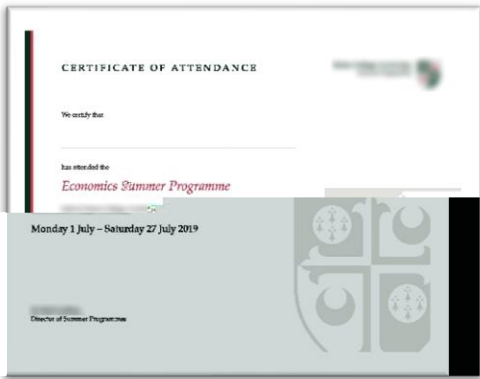 CERTIFICATE OF ATTENDANCE
We certify that
has attended the
Economics Summer Programme
Monday 1 July – Saturday 27 July 2019
Director of Summer Programmes